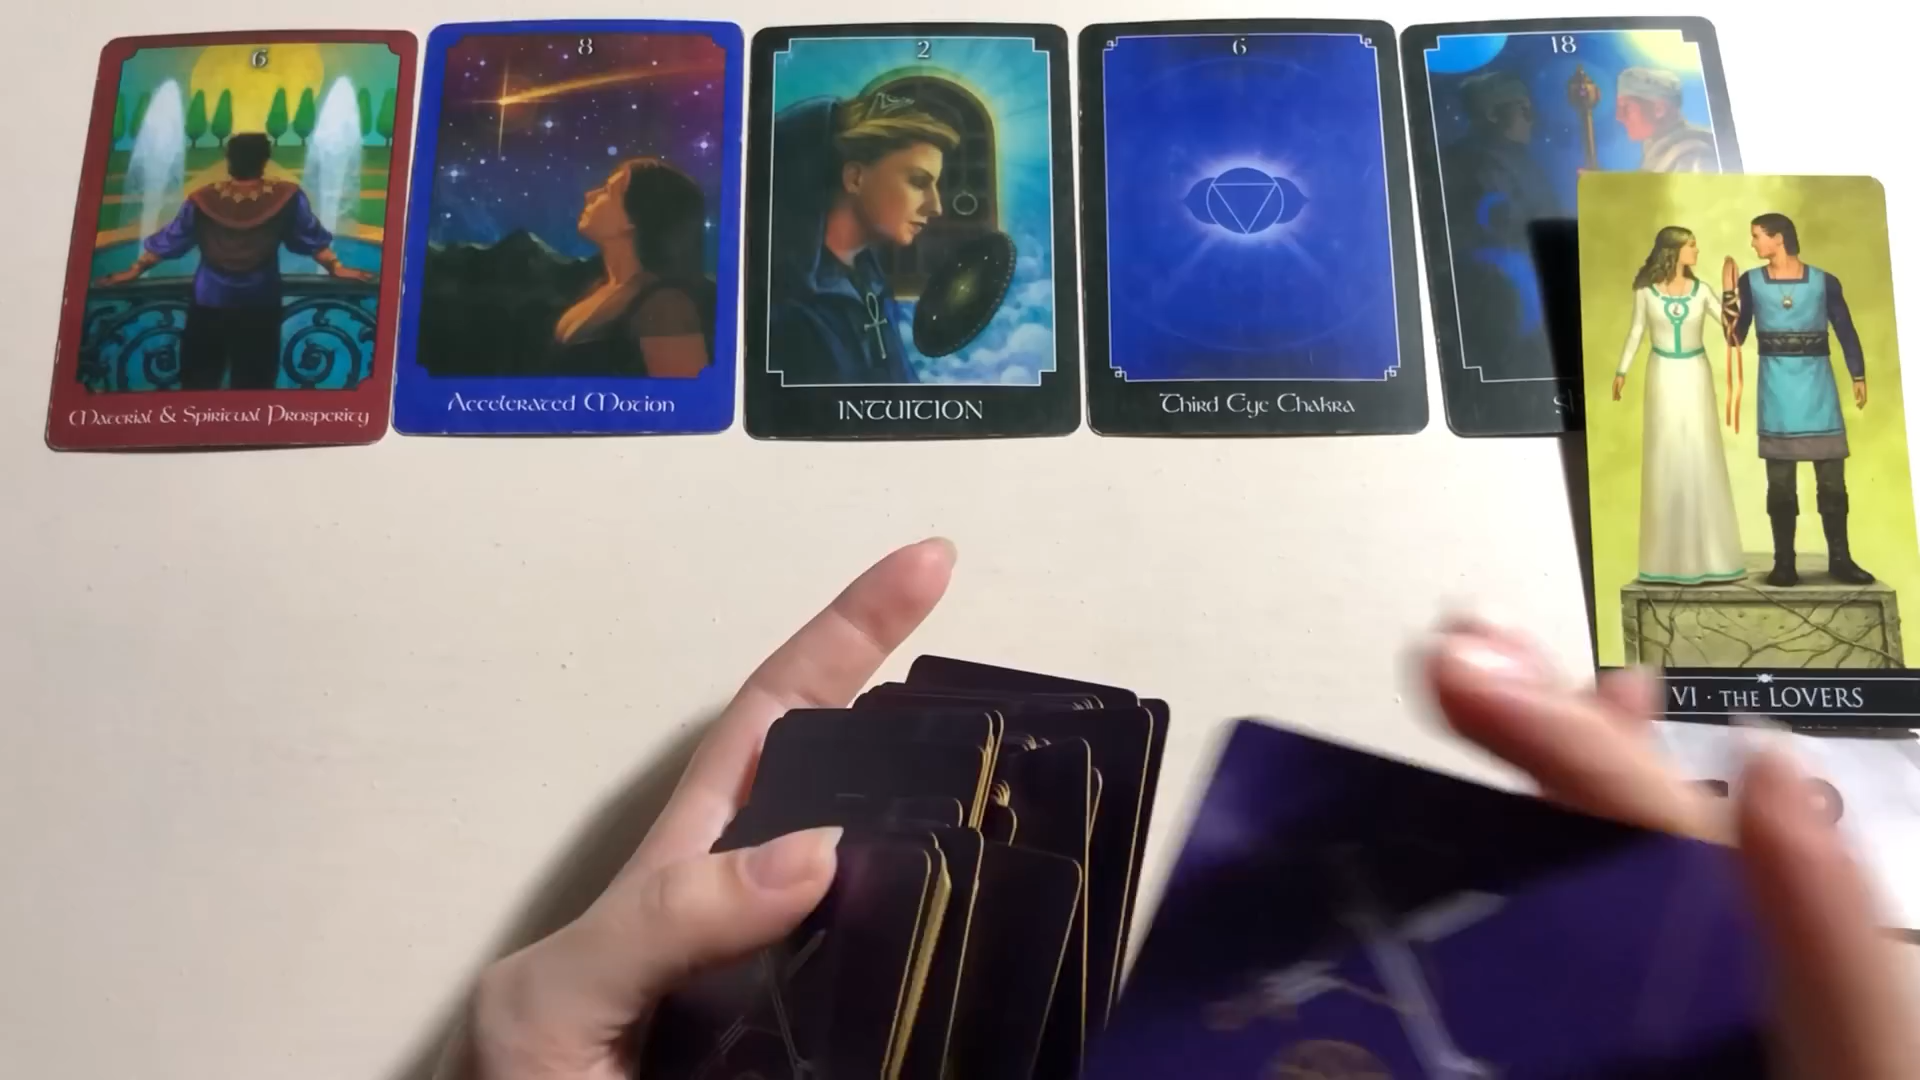 6
Material & Spiritual Prosperity
8
Accelerated Motion
2
INTUITION
6
Third Eye Chakra
18
VI · THE LOVERS